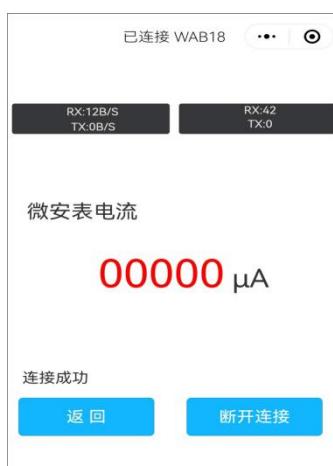 已连接 WAB18
RX:12B/S
TX:0B/S
RX:42
TX:0
微安表电流
00000 μA
连接成功
返回
断开连接